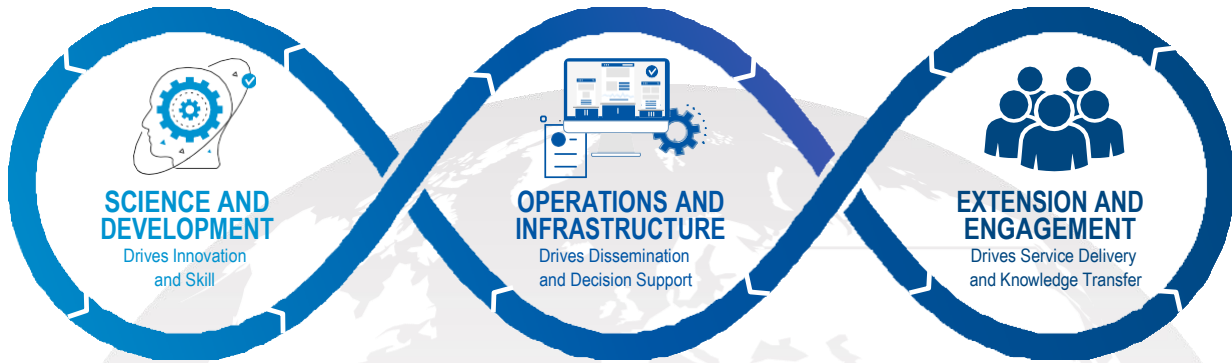 SCIENCE AND
DEVELOPMENT
Drives Innovation
and Skill
OPERATIONS AND
INFRASTRUCTURE
Drives Dissemination
and Decision Support
EXTENSION AND
ENGAGEMENT
Drives Service Delivery
and Knowledge Transfer